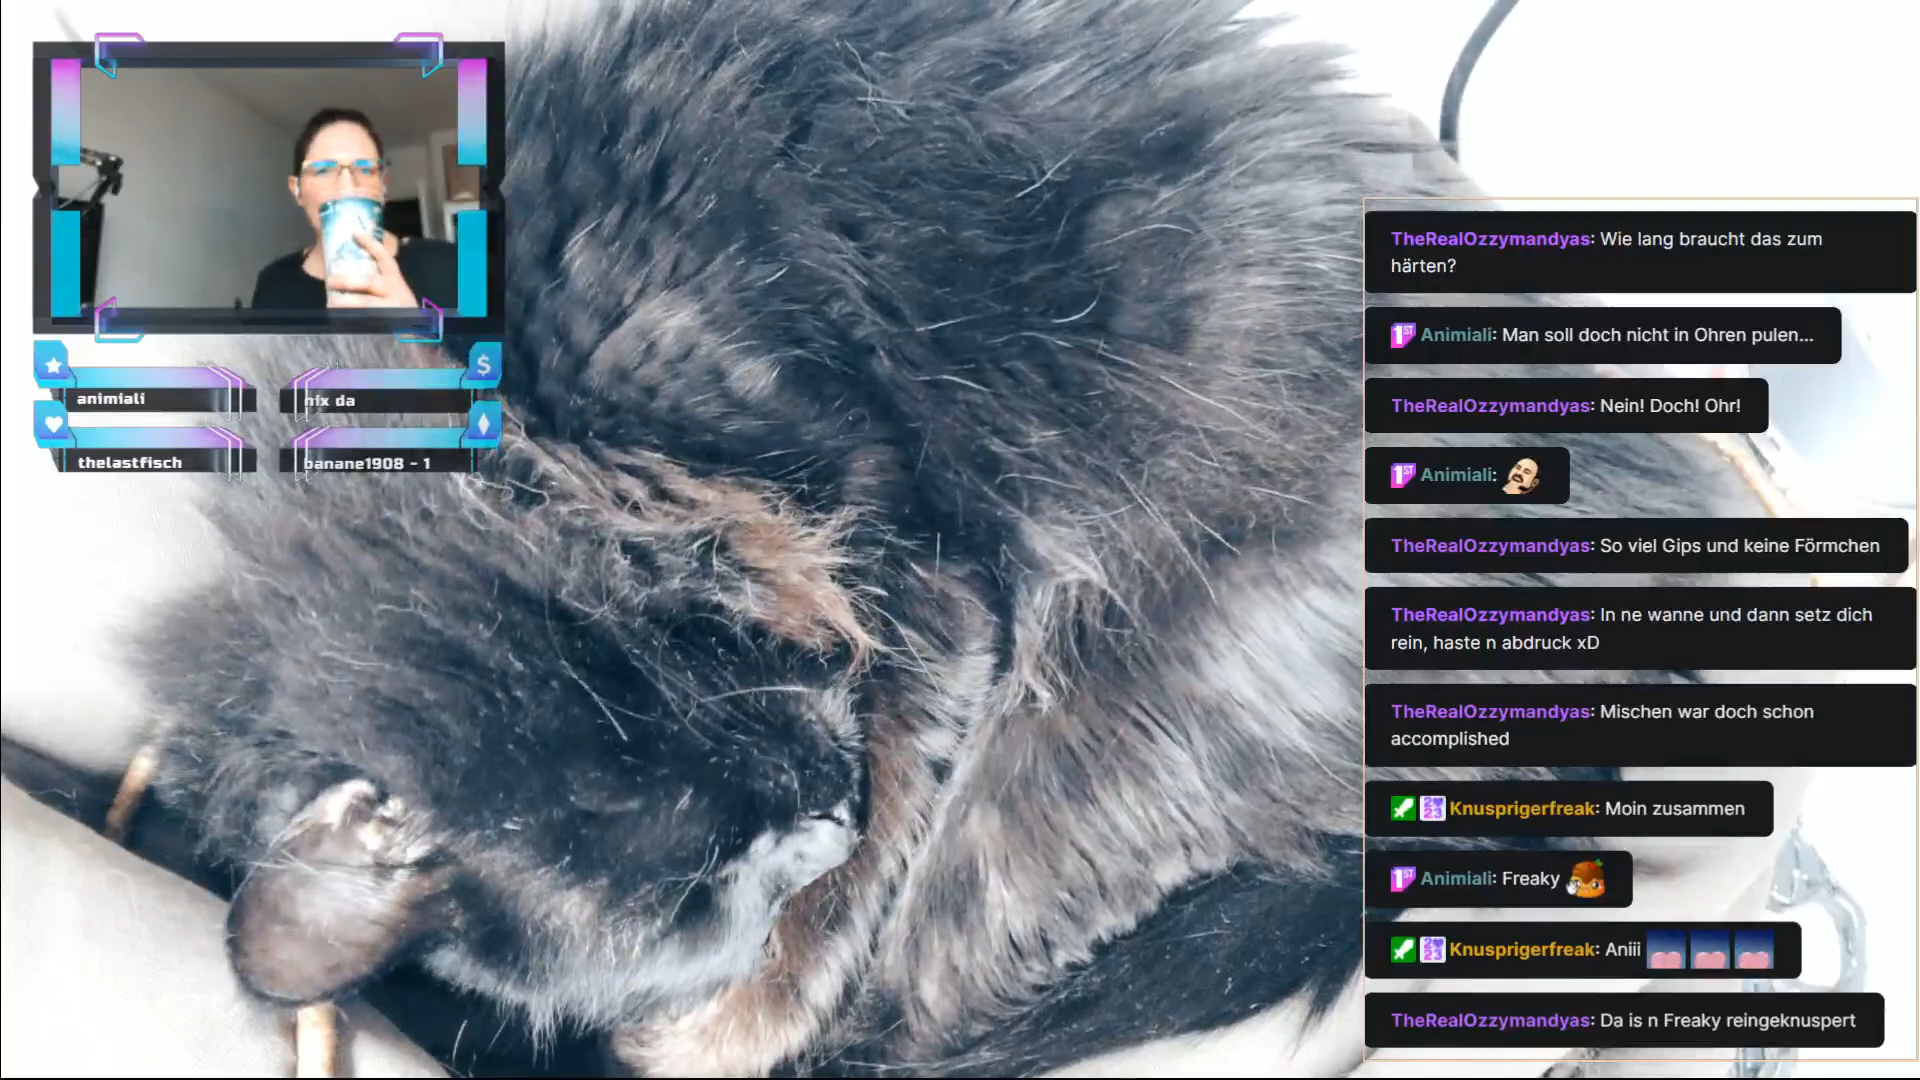 animiali
nix da
thelastfisch
banane1908 - 1
TheRealOzzymandyas: Wie lang braucht das zum
härten?
1ST Animiali: Man soll doch nicht in Ohren pulen...
TheRealOzzymandyas: Nein! Doch! Ohr!
1ST Animiali:
TheRealOzzymandyas: So viel Gips und keine Förmchen
TheRealOzzymandyas: In ne wanne und dann setz dich
rein, haste n abdruck xD
TheRealOzzymandyas: Mischen war doch schon
accomplished
Knusprigerfreak: Moin zusammen
1ST Animiali: Freaky
Knusprigerfreak: Aniii
TheRealOzzymandyas: Da is n Freaky reingeknuspert